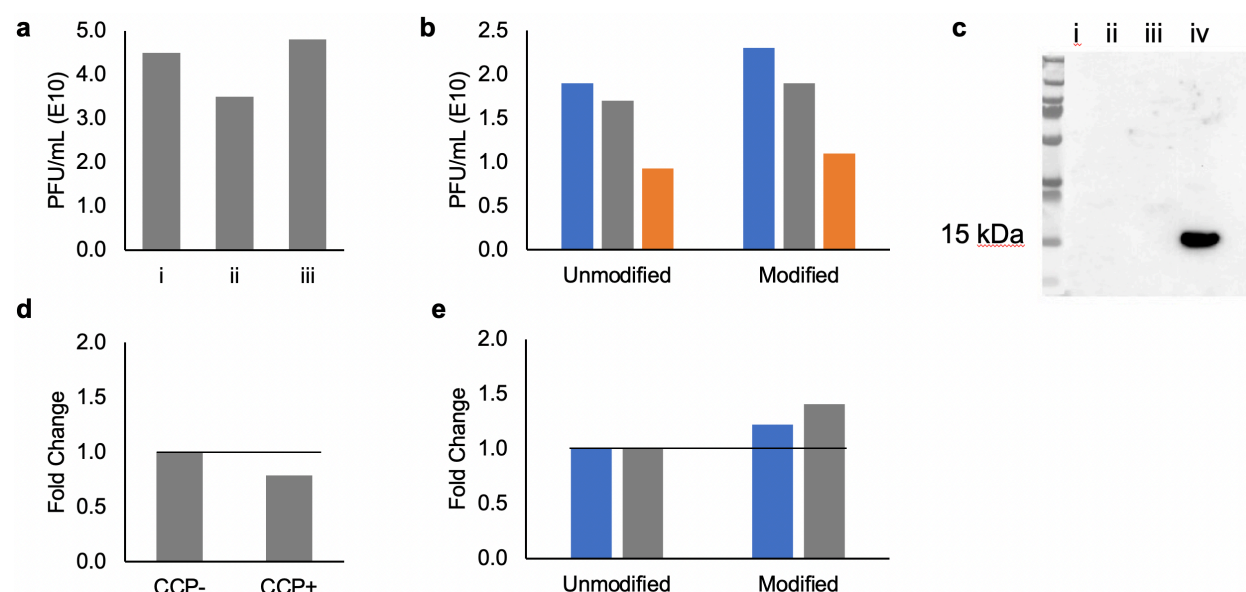 a
PFU/mL (E10)
5.0
4.0
3.0
2.0
1.0
0.0
i ii iii
b
PFU/mL (E10)
2.5
2.0
1.5
1.0
0.5
0.0
Unmodified Modified
c
i ii iii iv
15 kDa
d
Fold Change
2.0
1.5
1.0
0.5
0.0
CCP- CCP+
e
Fold Change
2.0
1.5
1.0
0.5
0.0
Unmodified Modified